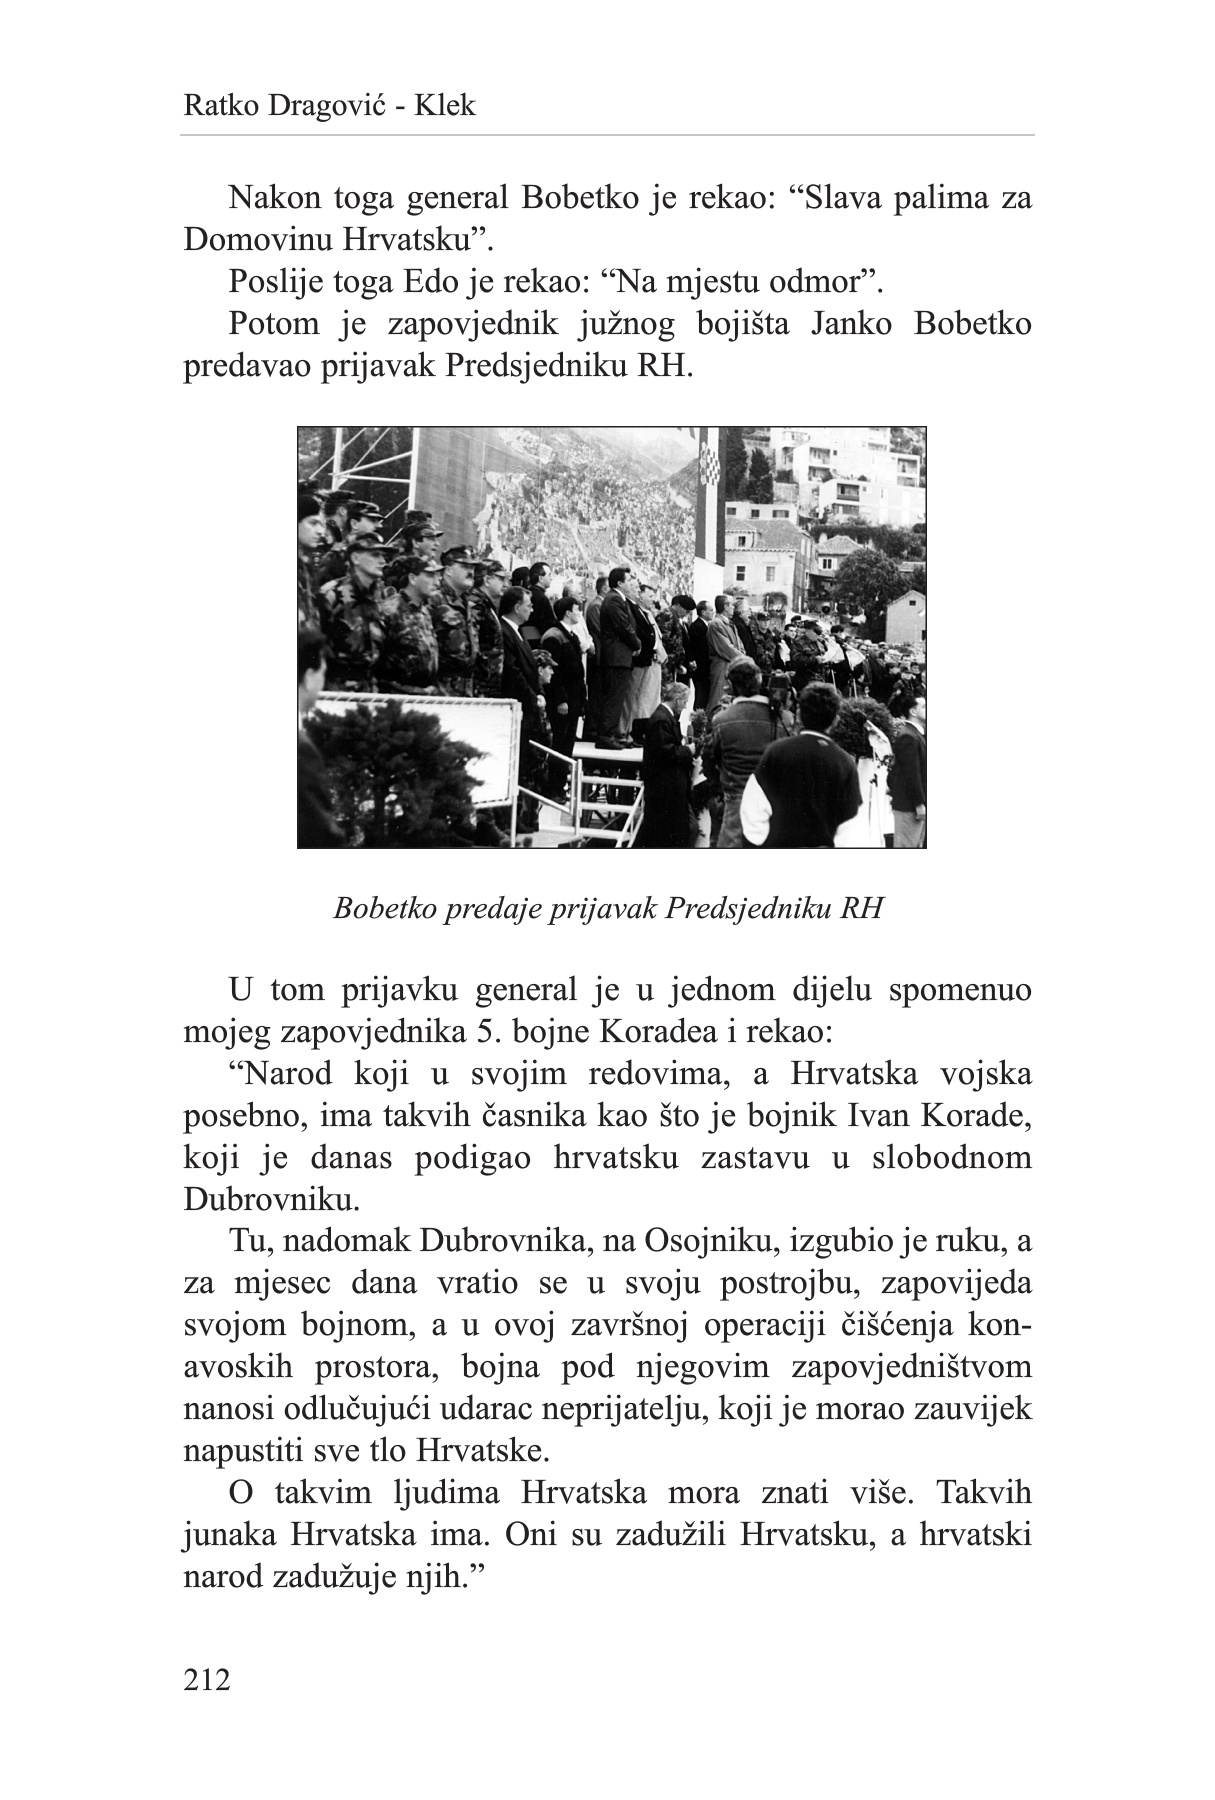 Ratko Dragović - Klek
Nakon toga general Bobetko je rekao: “Slava palima za
Domovinu Hrvatsku”.
Poslije toga Edo je rekao: “Na mjestu odmor”.
Potom je zapovjednik južnog bojišta Janko Bobetko
predavao prijavak Predsjedniku RH.
Bobetko predaje prijavak Predsjedniku RH
U tom prijavku general je u jednom dijelu spomenuo
mojeg zapovjednika 5. bojne Koradea i rekao:
“Narod koji u svojim redovima, a Hrvatska vojska
posebno, ima takvih časnika kao što je bojnik Ivan Korade,
koji je danas podigao hrvatsku zastavu u slobodnom
Dubrovniku.
Tu, nadomak Dubrovnika, na Osojniku, izgubio je ruku, a
za mjesec dana vratio se u svoju postrojbu, zapovijeda
svojom bojnom, a u ovoj završnoj operaciji čišćenja kon-
avoskih prostora, bojna pod njegovim zapovjedništvom
nanosi odlučujući udarac neprijatelju, koji je morao zauvijek
napustiti sve tlo Hrvatske.
O takvim ljudima Hrvatska mora znati više. Takvih
junaka Hrvatska ima. Oni su zadužili Hrvatsku, a hrvatski
narod zadužuje njih.”
212